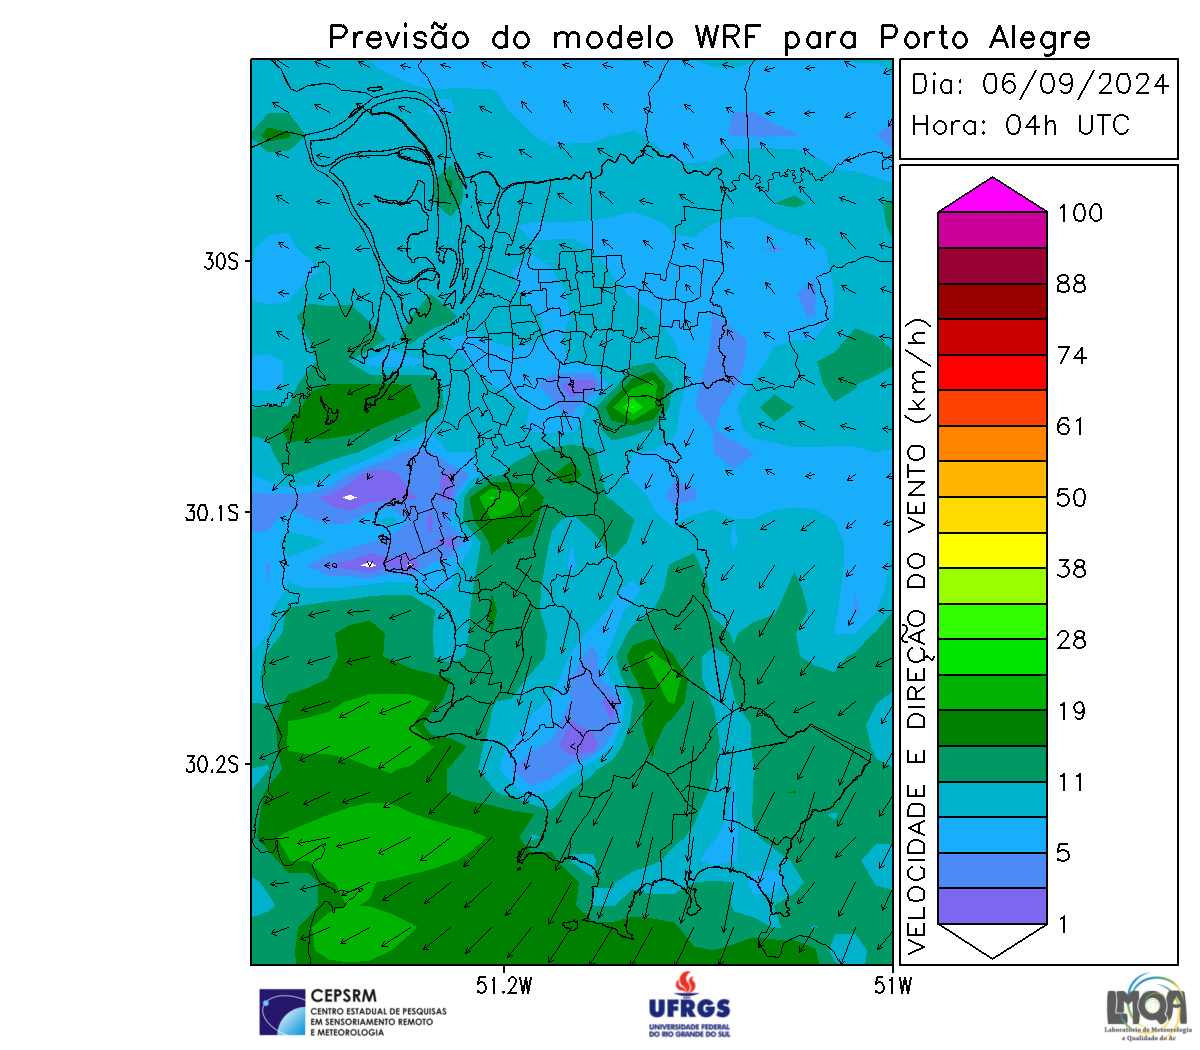 Previsão do modelo WRF para Porto Alegre
Dia: 06/09/2024
Hora: 04h UTC
30S
30.1S
30.2S
51.2W
51W
VELOCIDADE E DIREÇÃO DO VENTO (km/h)
100
88
74
61
50
38
28
19
11
5
1
CEPSRM
CENTRO ESTADUAL DE PESQUISAS
EM SENSORIAMENTO REMOTO
E METEOROLOGIA
UFRGS
UNIVERSIDADE FEDERAL
DO RIO GRANDE DO SUL
LMQA
Laboratório de Meteorologia
e Qualidade do Ar